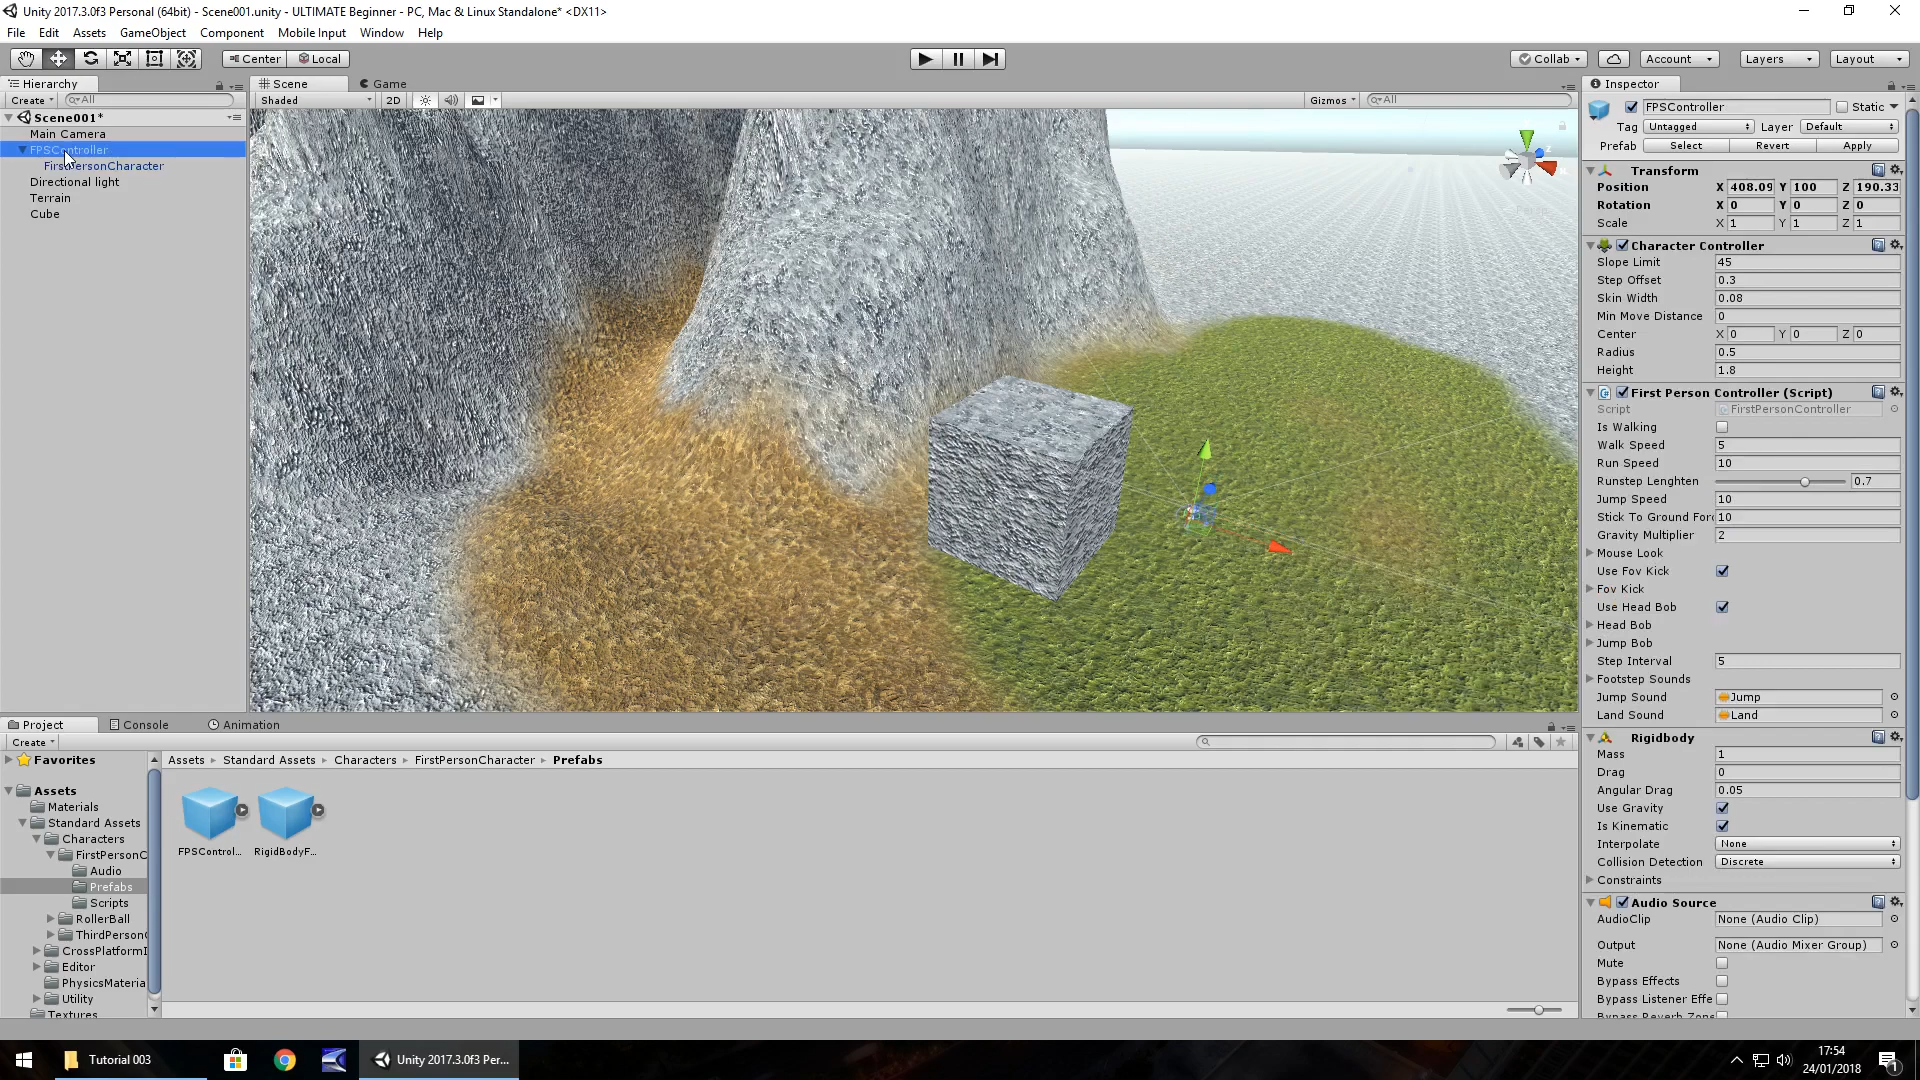 Unity 2017.3.0f3 Personal (64bit) - Scene001.unity - ULTIMATE Beginner - PC, Mac & Linux Standalone* <DX11>
File Edit Assets GameObject Component Mobile Input Window Help
Center Local Collab Account Layers Layout
Hierarchy
Create All
Scene001*
Main Camera
FPSController
FirstPersonCharacter
Directional light
Terrain
Cube
Scene Game
Shaded 2D Gizmos All
Inspector
FPSController Static
Tag Untagged Layer Default
Prefab Select Revert Apply
Transform
Position X 408.09 Y 100 Z 190.33
Rotation X 0 Y 0 Z 0
Scale X 1 Y 1 Z 1
Character Controller
Slope Limit 45
Step Offset 0.3
Skin Width 0.08
Min Move Distance 0
Center X 0 Y 0 Z 0
Radius 0.5
Height 1.8
First Person Controller (Script)
Script FirstPersonController
Is Walking
Walk Speed 5
Run Speed 10
Runstep Lenghten 0.7
Jump Speed 10
Stick To Ground For 10
Gravity Multiplier 2
Mouse Look
Use Fov Kick
Fov Kick
Use Head Bob
Head Bob
Jump Bob
Step Interval 5
Footstep Sounds
Jump Sound Jump
Land Sound Land
Rigidbody
Mass 1
Drag 0
Angular Drag 0.05
Use Gravity
Is Kinematic
Interpolate None
Collision Detection Discrete
Constraints
Audio Source
AudioClip None (Audio Clip)
Output None (Audio Mixer Group)
Mute
Bypass Effects
Bypass Listener Effe
Bypass Reverb Zone
Project Console Animation
Create
Favorites
Assets
Materials
Standard Assets
Characters
FirstPersonC
Audio
Prefabs
Scripts
RollerBall
ThirdPersonC
CrossPlatformI
Editor
PhysicsMateria
Utility
Textures
Assets Standard Assets Characters FirstPersonCharacter Prefabs
FPSControl... RigidBodyF...
Tutorial 003
Unity 2017.3.0f3 Per...
17:54
24/01/2018
1